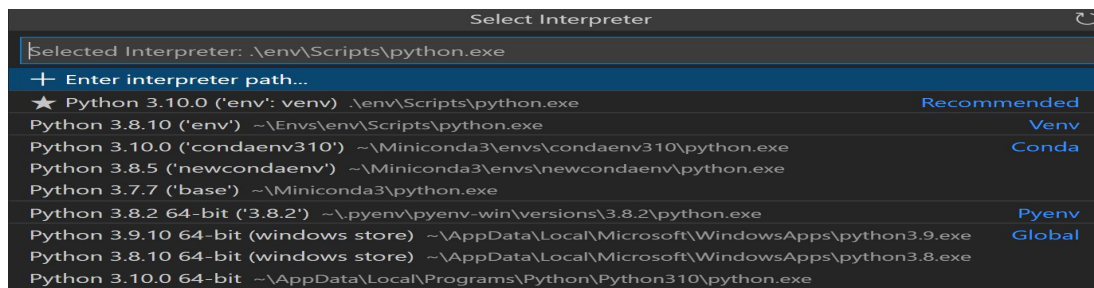 Select Interpreter
Selected Interpreter: .\env\Scripts\python.exe
+ Enter interpreter path...
★ Python 3.10.0 ('env': venv) .\env\Scripts\python.exe Recommended
Python 3.8.10 ('env') ~\Envs\env\Scripts\python.exe Venv
Python 3.10.0 ('condaenv310') ~\Miniconda3\envs\condaenv310\python.exe Conda
Python 3.8.5 ('newcondaenv') ~\Miniconda3\envs\newcondaenv\python.exe
Python 3.7.7 ('base') ~\Miniconda3\python.exe
Python 3.8.2 64-bit ('3.8.2') ~\.pyenv\pyenv-win\versions\3.8.2\python.exe Pyenv
Python 3.9.10 64-bit (windows store) ~\AppData\Local\Microsoft\WindowsApps\python3.9.exe Global
Python 3.8.10 64-bit (windows store) ~\AppData\Local\Microsoft\WindowsApps\python3.8.exe
Python 3.10.0 64-bit ~\AppData\Local\Programs\Python\Python310\python.exe